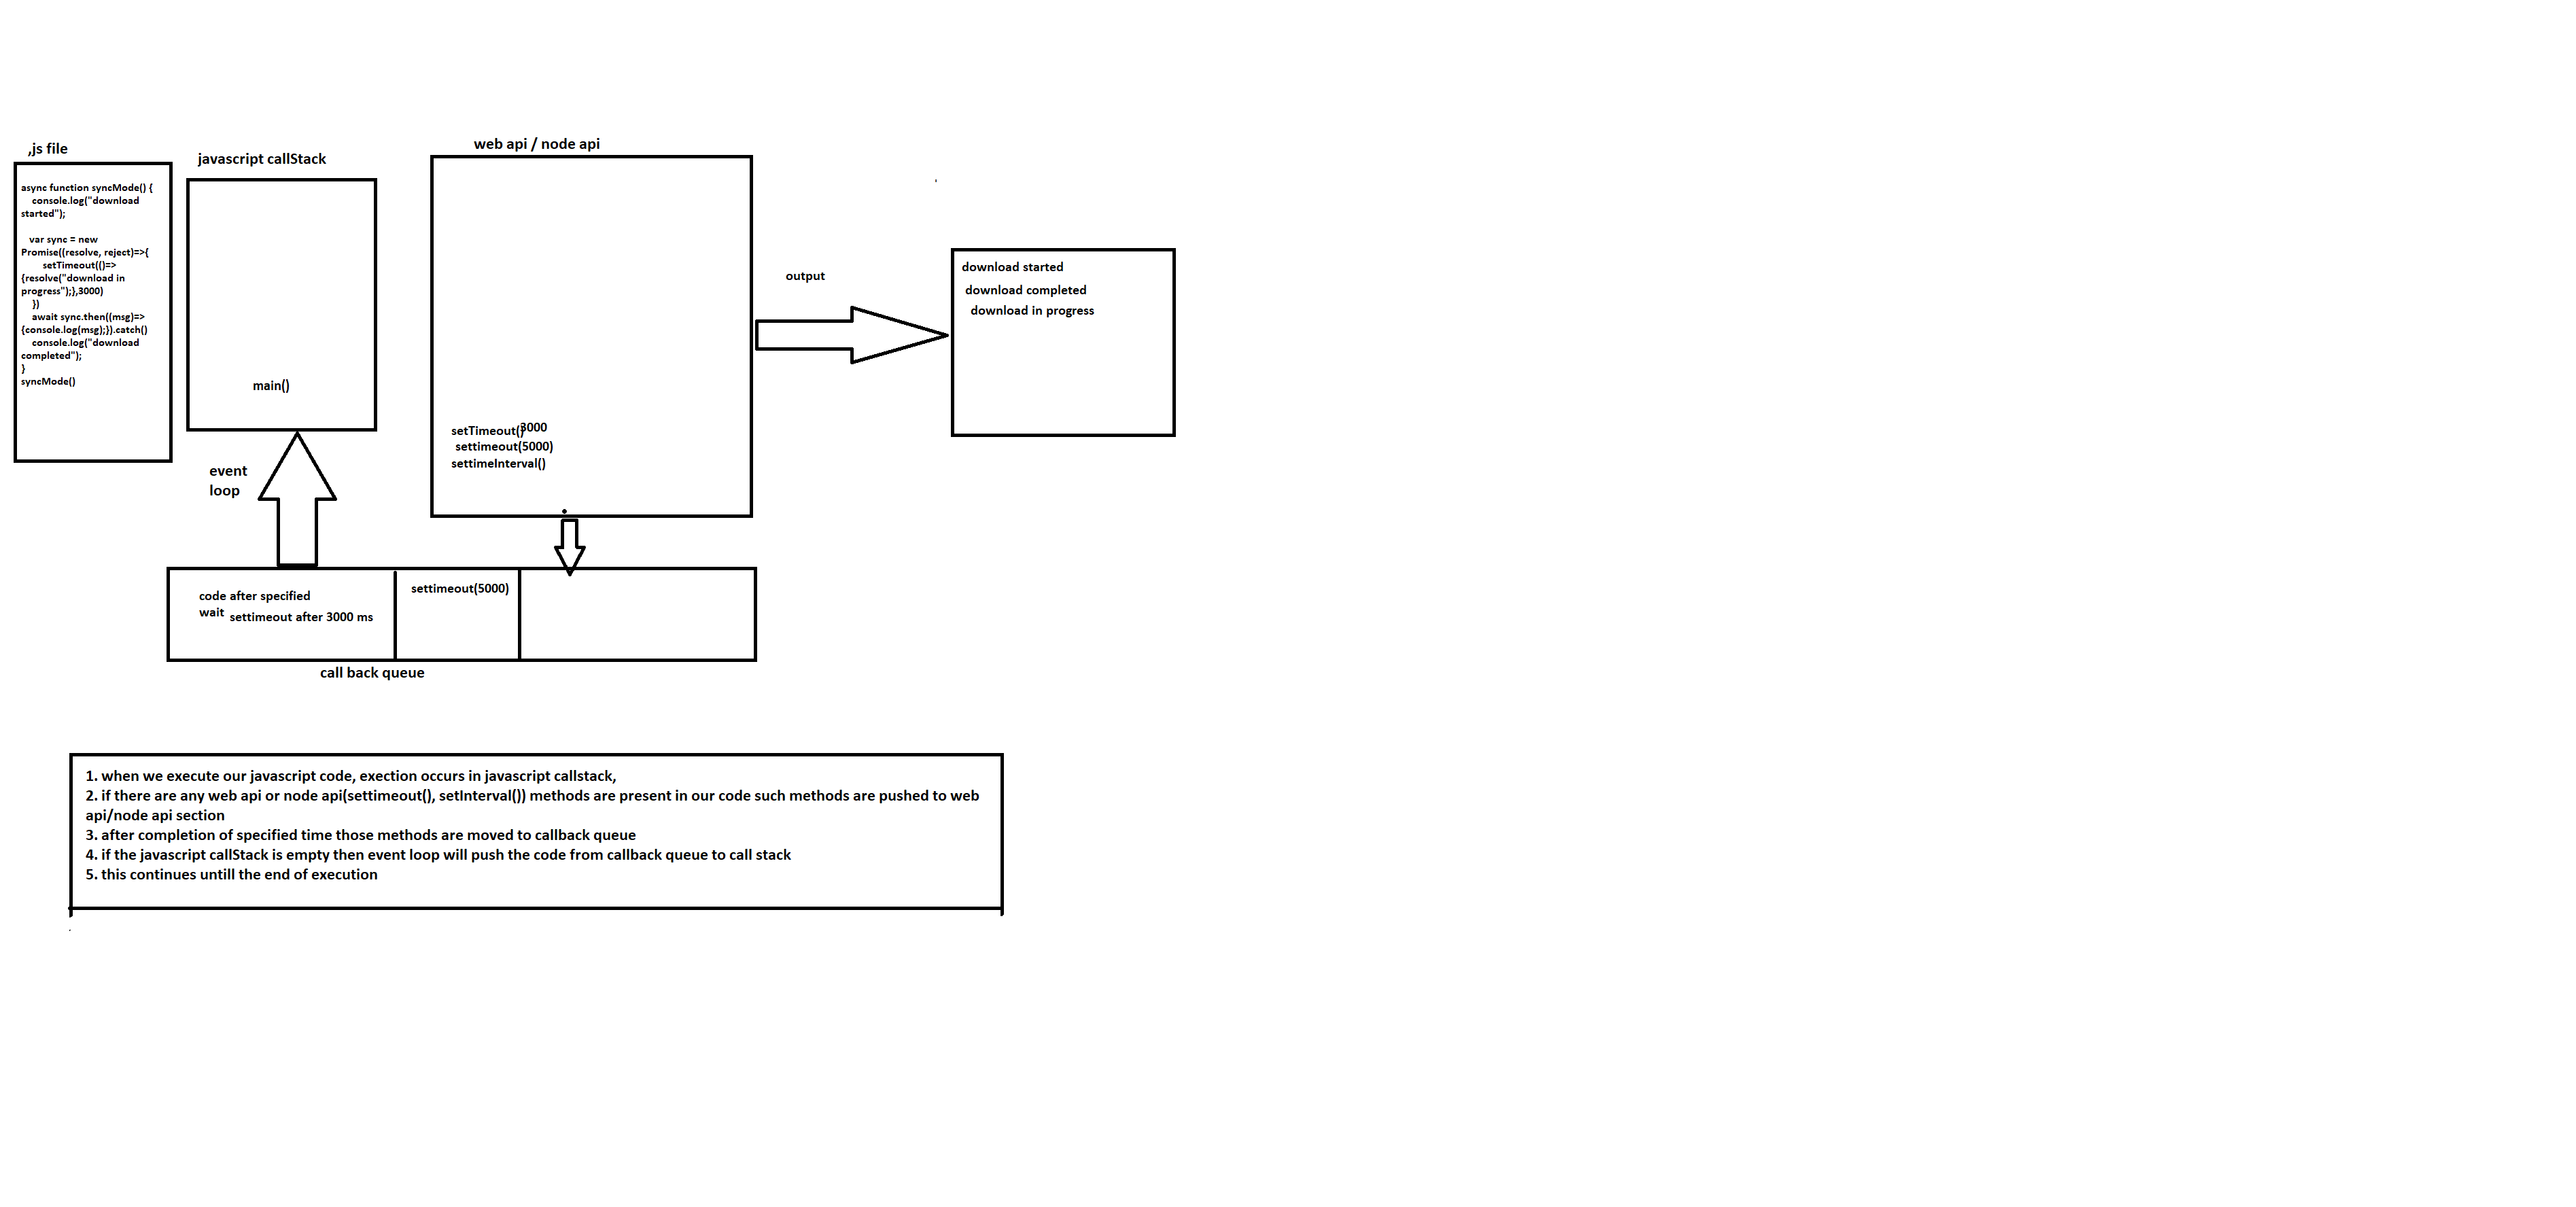 ,js file
async function syncMode() {
console.log("download
started");
var sync = new
Promise((resolve, reject)=>{
setTimeout(()=>
{resolve("download in
progress");},3000)
})
await sync.then((msg)=>
{console.log(msg);}).catch()
console.log("download
completed");
}
syncMode()
javascript callStack
main()
event
loop
web api / node api
setTimeout()3000
settimeout(5000)
settimeInterval()
output
download started
download completed
download in progress
code after specified
wait settimeout after 3000 ms
settimeout(5000)
call back queue
1. when we execute our javascript code, exection occurs in javascript callstack,
2. if there are any web api or node api(settimeout(), setInterval()) methods are present in our code such methods are pushed to web
api/node api section
3. after completion of specified time those methods are moved to callback queue
4. if the javascript callStack is empty then event loop will push the code from callback queue to call stack
5. this continues untill the end of execution